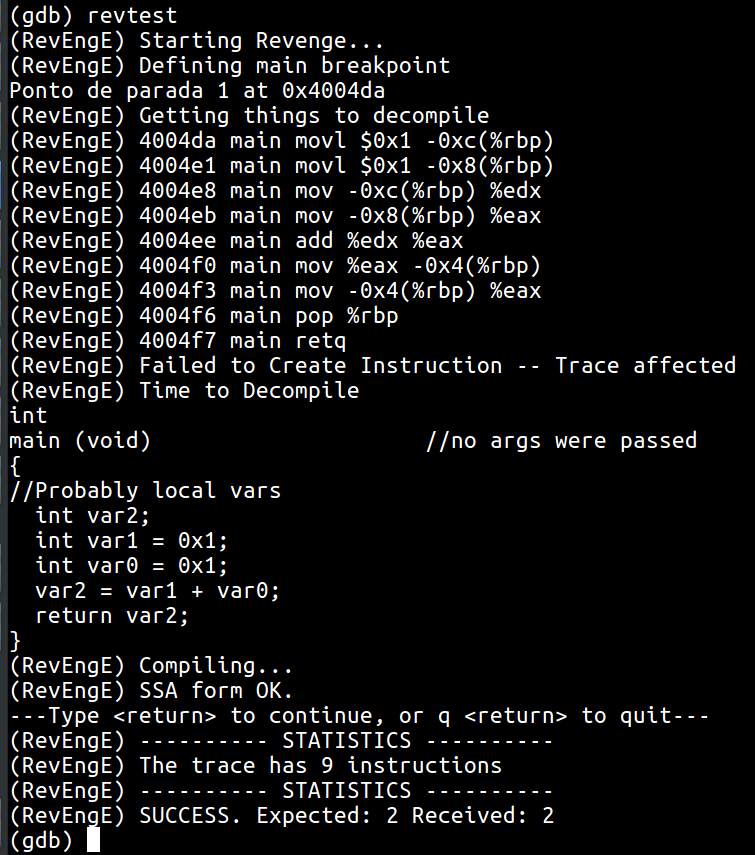 (gdb) revtest
(RevEngE) Starting Revenge...
(RevEngE) Defining main breakpoint
Ponto de parada 1 at 0x4004da
(RevEngE) Getting things to decompile
(RevEngE) 4004da main movl $0x1 -0xc(%rbp)
(RevEngE) 4004e1 main movl $0x1 -0x8(%rbp)
(RevEngE) 4004e8 main mov -0xc(%rbp) %edx
(RevEngE) 4004eb main mov -0x8(%rbp) %eax
(RevEngE) 4004ee main add %edx %eax
(RevEngE) 4004f0 main mov %eax -0x4(%rbp)
(RevEngE) 4004f3 main mov -0x4(%rbp) %eax
(RevEngE) 4004f6 main pop %rbp
(RevEngE) 4004f7 main retq
(RevEngE) Failed to Create Instruction -- Trace affected
(RevEngE) Time to Decompile
int
main (void)                     //no args were passed
{
//Probably local vars
  int var2;
  int var1 = 0x1;
  int var0 = 0x1;
  var2 = var1 + var0;
  return var2;
}
(RevEngE) Compiling...
(RevEngE) SSA form OK.
---Type <return> to continue, or q <return> to quit---
(RevEngE) ---------- STATISTICS ----------
(RevEngE) The trace has 9 instructions
(RevEngE) ---------- STATISTICS ----------
(RevEngE) SUCCESS. Expected: 2 Received: 2
(gdb)